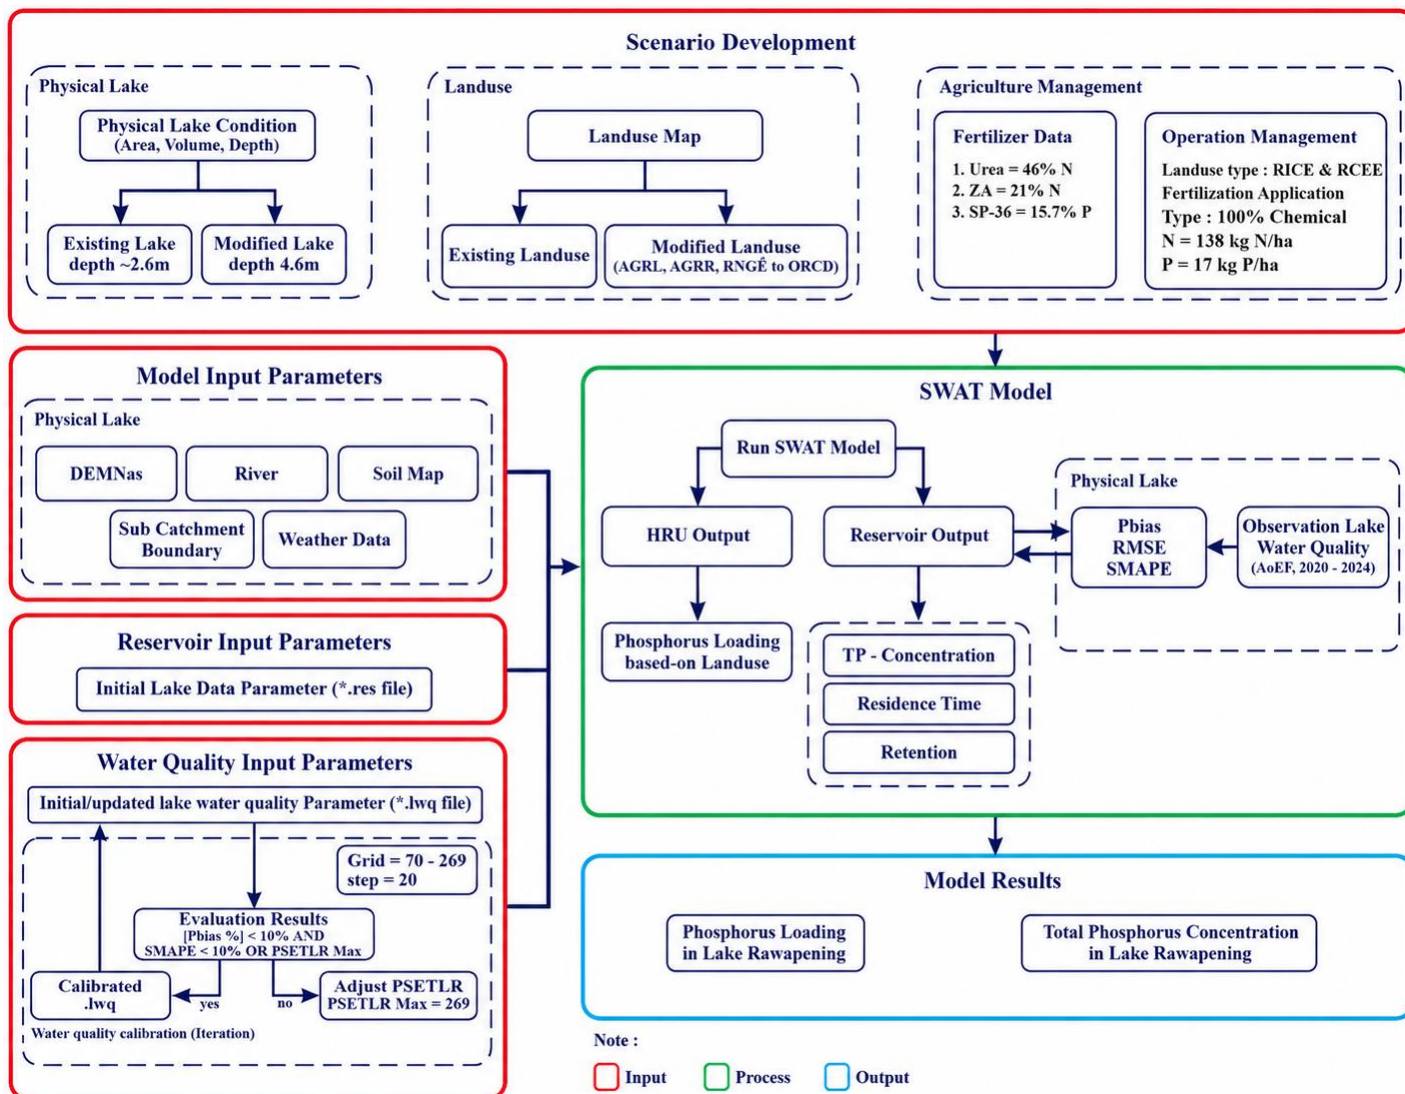 Scenario Development
Physical Lake
Physical Lake Condition
(Area, Volume, Depth)
Existing Lake
depth ~2.6m
Modified Lake
depth 4.6m
Landuse
Landuse Map
Existing Landuse
Modified Landuse
(AGRL, AGRR, RNGÊ to ORCD)
Agriculture Management
Fertilizer Data
1. Urea = 46% N
2. ZA = 21% N
3. SP-36 = 15.7% P
Operation Management
Landuse type : RICE & RCEE
Fertilization Application
Type : 100% Chemical
N = 138 kg N/ha
P = 17 kg P/ha
Model Input Parameters
Physical Lake
DEMNas
River
Soil Map
Sub Catchment
Boundary
Weather Data
Reservoir Input Parameters
Initial Lake Data Parameter (*.res file)
Water Quality Input Parameters
Initial/updated lake water quality Parameter (*.lwq file)
Grid = 70 - 269
step = 20
Evaluation Results
[Pbias %] < 10% AND
SMAPE < 10% OR PSETLR Max
Calibrated
.lwq
yes
no
Adjust PSETLR
PSETLR Max = 269
Water quality calibration (Iteration)
SWAT Model
Run SWAT Model
HRU Output
Reservoir Output
Physical Lake
Pbias
RMSE
SMAPE
Observation Lake
Water Quality
(AoEF, 2020 - 2024)
Phosphorus Loading
based-on Landuse
TP - Concentration
Residence Time
Retention
Model Results
Phosphorus Loading
in Lake Rawapening
Total Phosphorus Concentration
in Lake Rawapening
Note :
Input
Process
Output